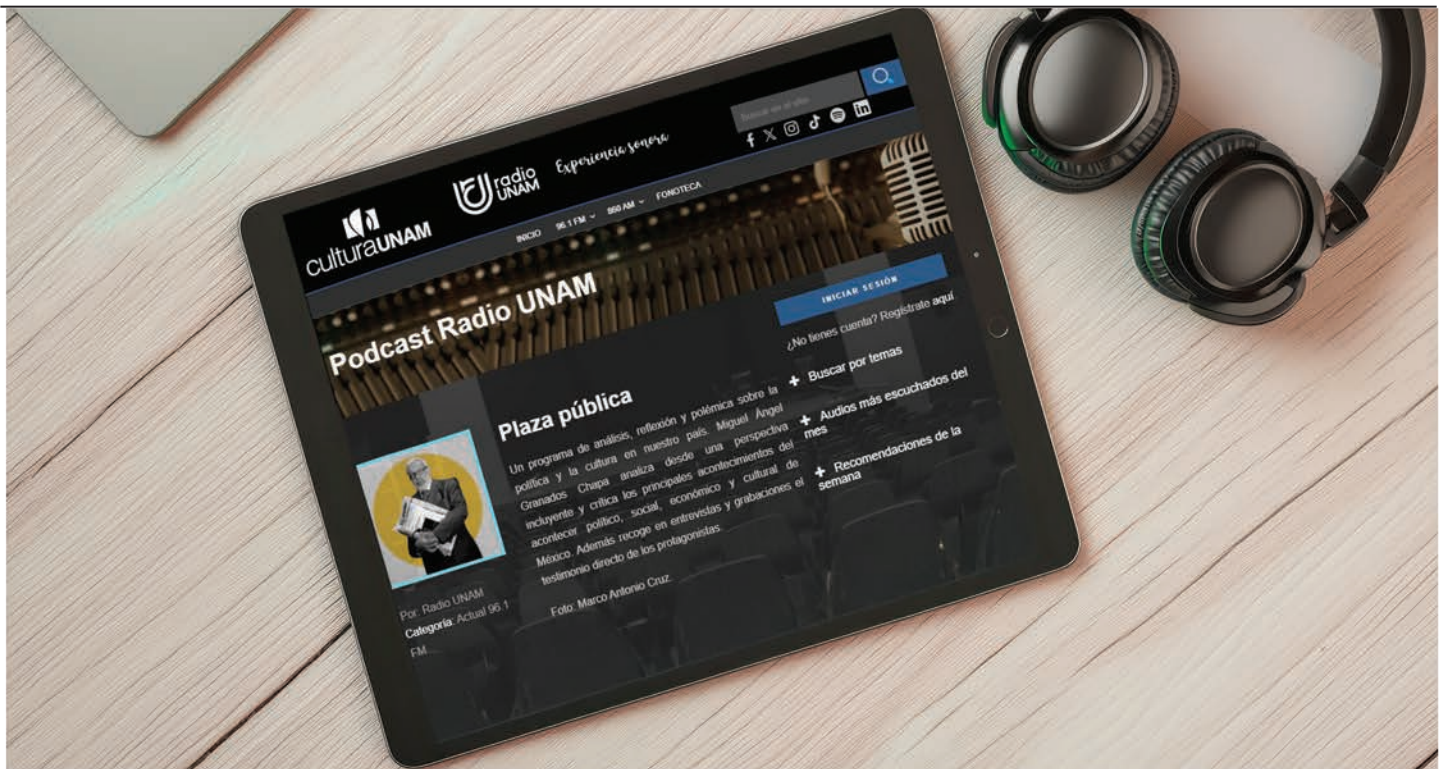 culturaUNAM
radio
UNAM
Experiencia sonora
Buscar en el sitio
INICIO 96.1 FM 860 AM FONOTECA
Podcast Radio UNAM
Plaza pública
Un programa de análisis, reflexión y polémica sobre la
política y la cultura en nuestro país. Miguel Ángel
Granados Chapa analiza desde una perspectiva
incluyente y crítica los principales acontecimientos del
acontecer político, social, económico y cultural de
México. Además recoge en entrevistas y grabaciones el
testimonio directo de los protagonistas.
Foto: Marco Antonio Cruz.
Por: Radio UNAM
Categoría: Actual 96.1
FM
INICIAR SESIÓN
¿No tienes cuenta? Regístrate aquí
+ Buscar por temas
+ Audios más escuchados del
mes
+ Recomendaciones de la
semana